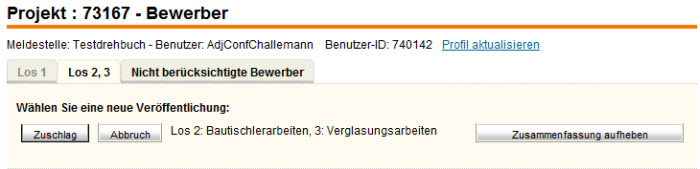 Projekt : 73167 - Bewerber
Meldestelle: Testdrehbuch - Benutzer: AdjConfChallemann Benutzer-ID: 740142 Profil aktualisieren
Los 1 Los 2, 3 Nicht berücksichtigte Bewerber
Wählen Sie eine neue Veröffentlichung:
Zuschlag Abbruch Los 2: Bautischlerarbeiten, 3: Verglasungsarbeiten Zusammenfassung aufheben